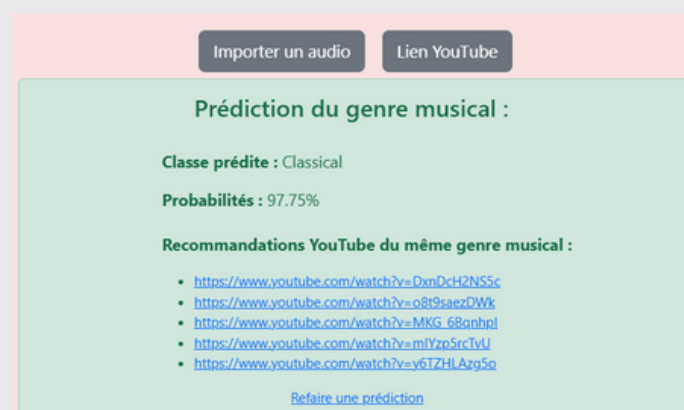 Importer un audio
Lien YouTube
Prédiction du genre musical :
Classe prédite : Classical
Probabilités : 97.75%
Recommandations YouTube du même genre musical :
https://www.youtube.com/watch?v=DxnDcH2NS5c
https://www.youtube.com/watch?v=o8t9saezDWk
https://www.youtube.com/watch?v=MKG_6BqnhpI
https://www.youtube.com/watch?v=mlYzp5rcTvU
https://www.youtube.com/watch?v=y6TZHLAzg5o
Refaire une prédiction